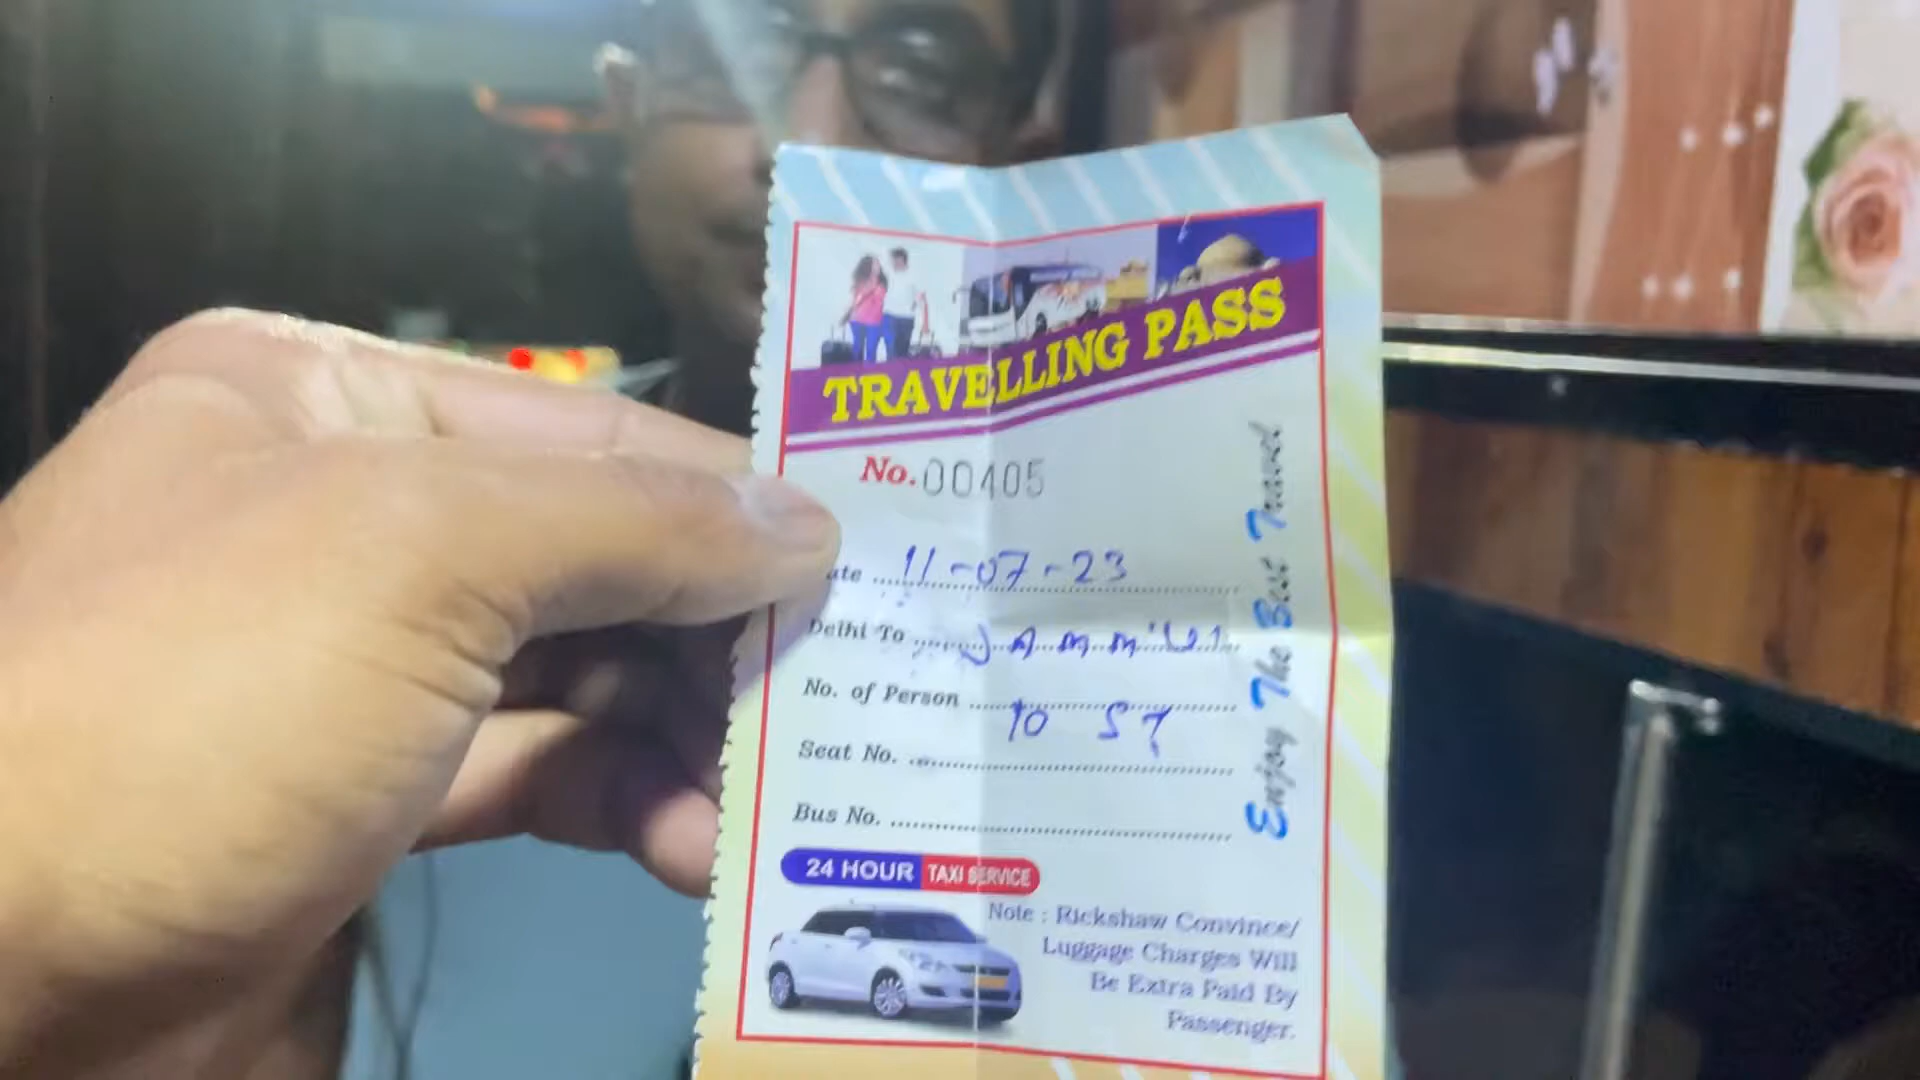 TRAVELLING PASS
No. 00405
ate 11-07-23
Delhi To
No. of Person 10 ST
Seat No.
Bus No.
Enjoy The Best Travel
24 HOUR TAXI SERVICE
Note : Rickshaw Convince/
Luggage Charges Will
Be Extra Paid By
Passenger.